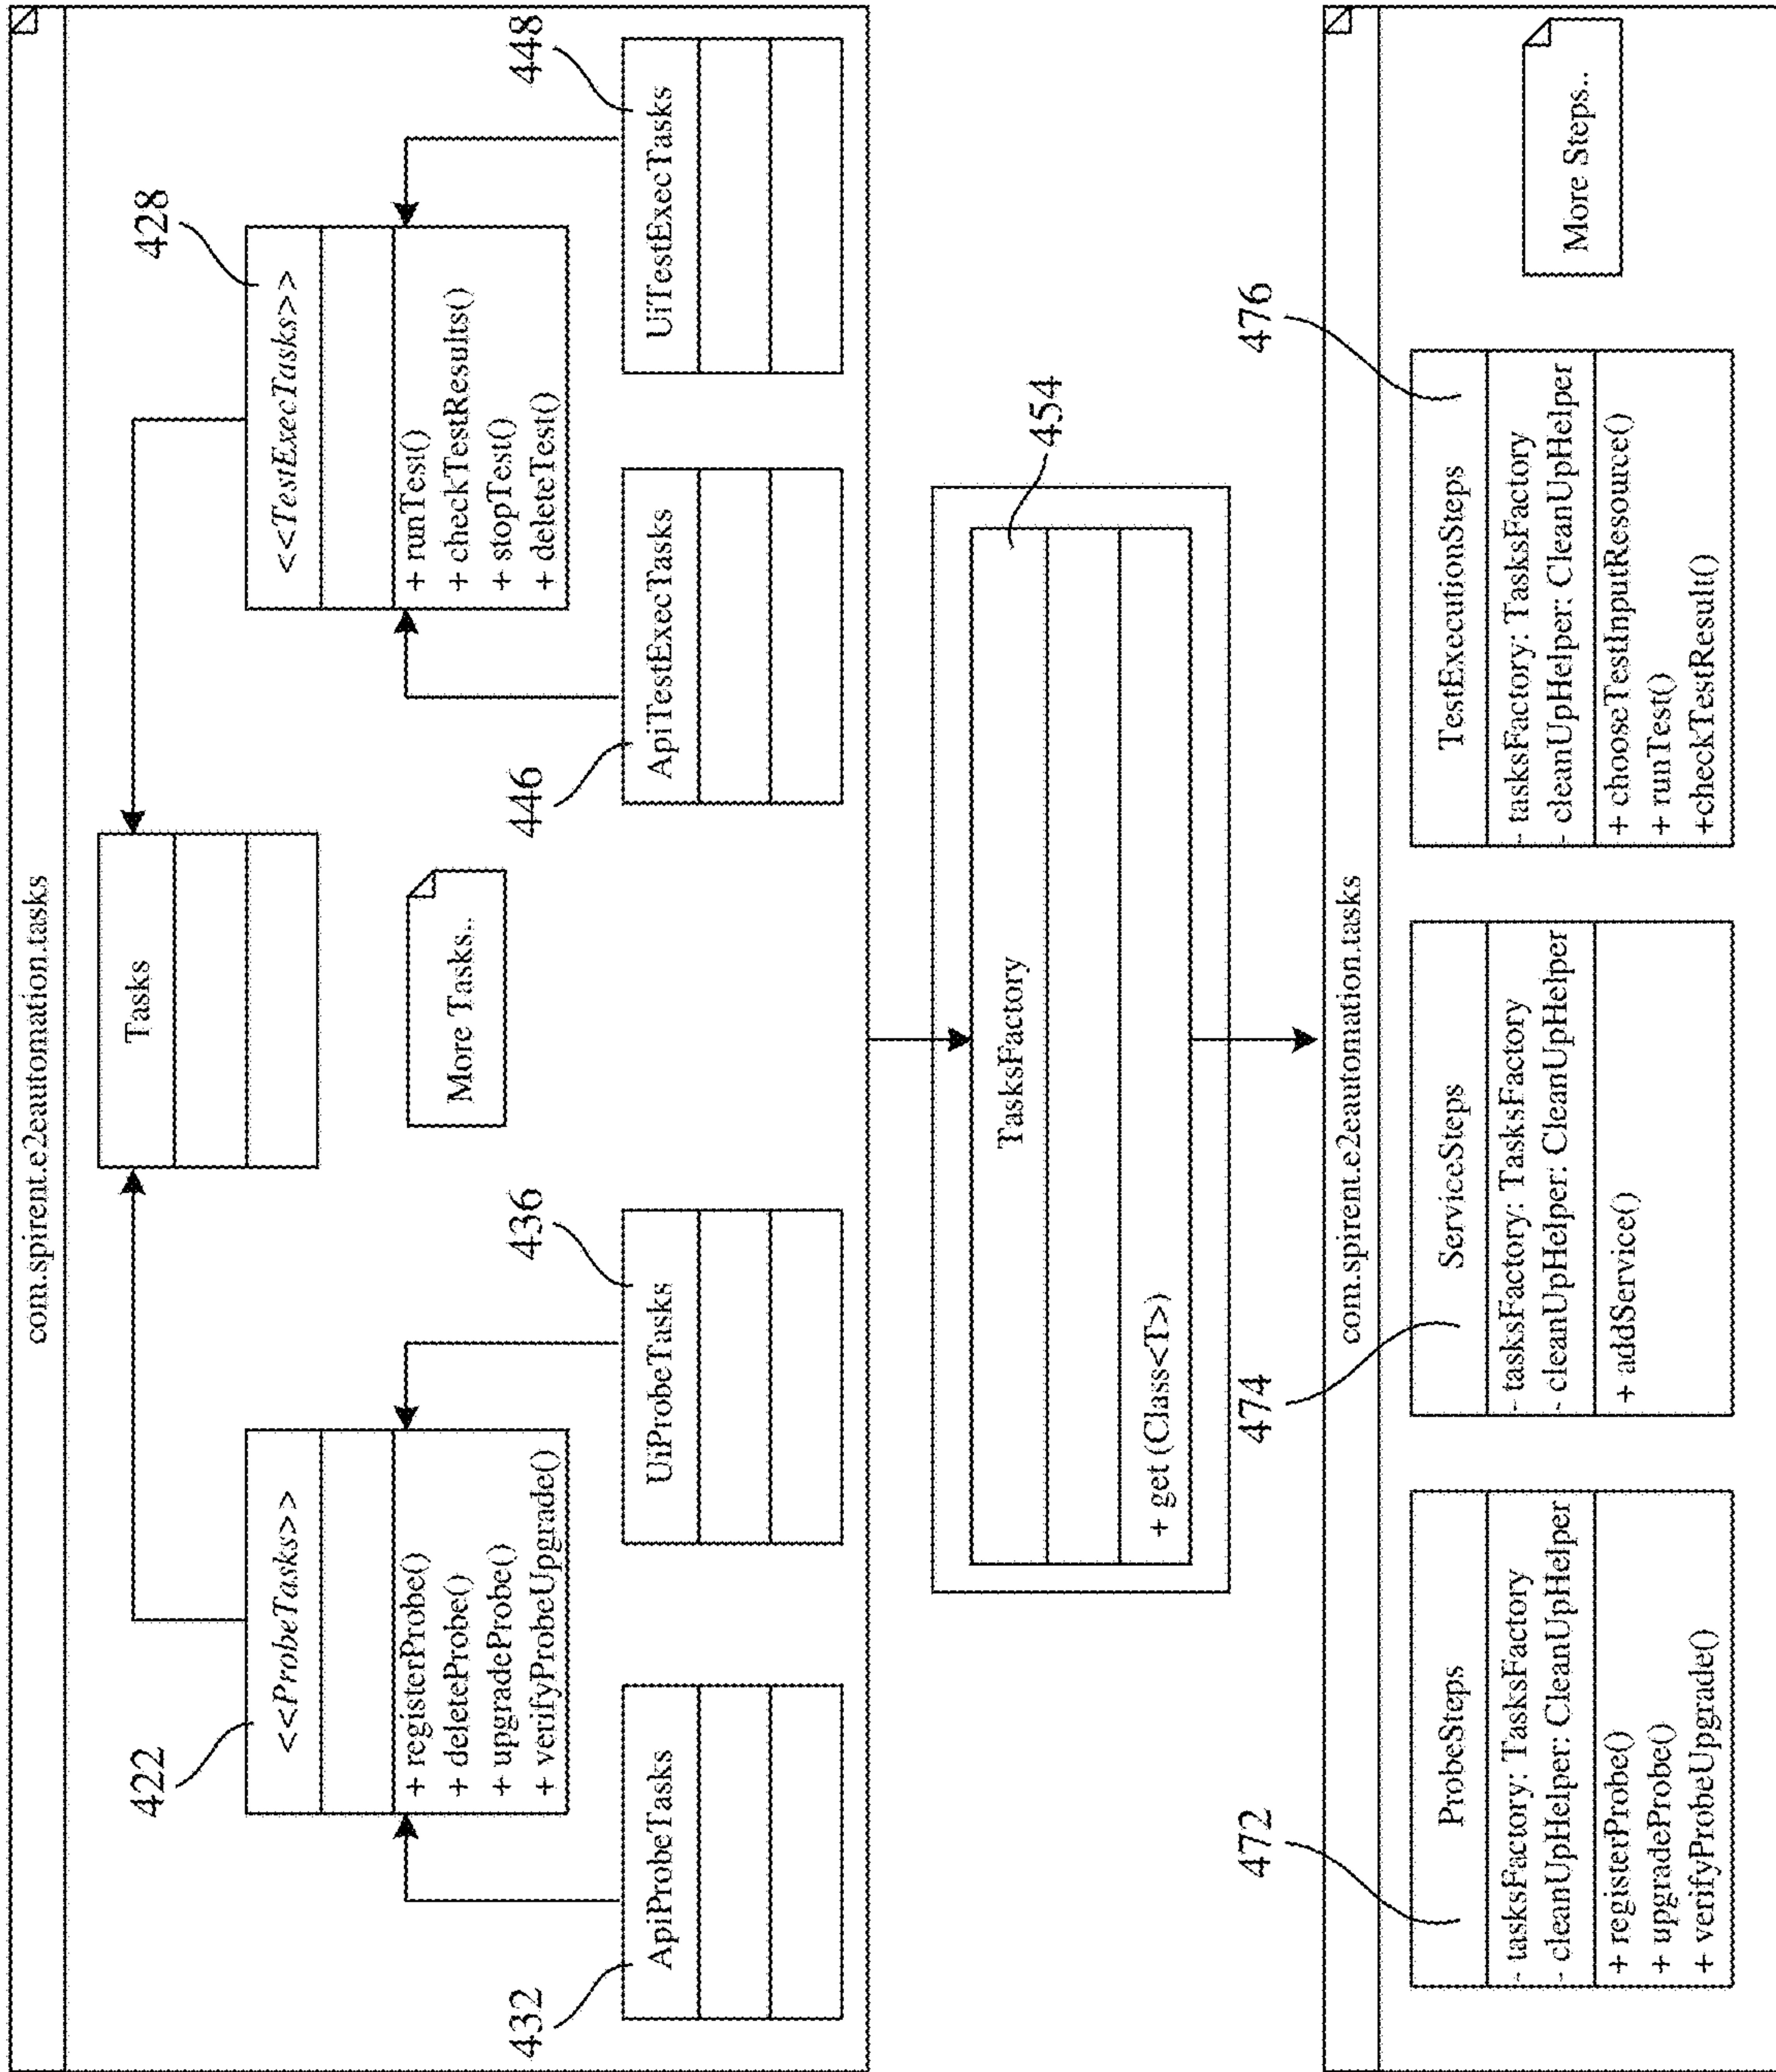 com.spirent.e2eautomation.tasks
Tasks
422
<<ProbeTasks>>
+ registerProbe()
+ deleteProbe()
+ upgradeProbe()
+ verifyProbeUpgrade()
More Tasks..
428
<<TestExecTasks>>
+ runTest()
+ checkTestResults()
+ stopTest()
+ deleteTest()
432
ApiProbeTasks
436
UiProbeTasks
446
ApiTestExecTasks
448
UiTestExecTasks
454
TasksFactory
+ get (Class<T>)
com.spirent.e2eautomation.tasks
472
ProbeSteps
- tasksFactory: TasksFactory
- cleanUpHelper: CleanUpHelper
+ registerProbe()
+ upgradeProbe()
+ verifyProbeUpgrade()
474
ServiceSteps
- tasksFactory: TasksFactory
- cleanUpHelper: CleanUpHelper
+ addService()
476
TestExecutionSteps
- tasksFactory: TasksFactory
- cleanUpHelper: CleanUpHelper
+ chooseTestInputResource()
+ runTest()
+checkTestResult()
More Steps..